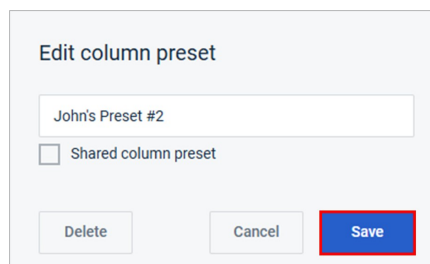 Edit column preset
John's Preset #2
Shared column preset
Delete Cancel Save